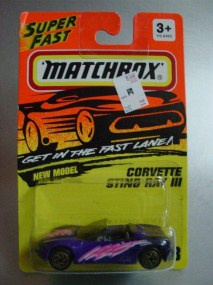 SUPER
FAST
3+
MATCHBOX
GET IN THE FAST LANE!
NEW MODEL
CORVETTE
STING RAY III